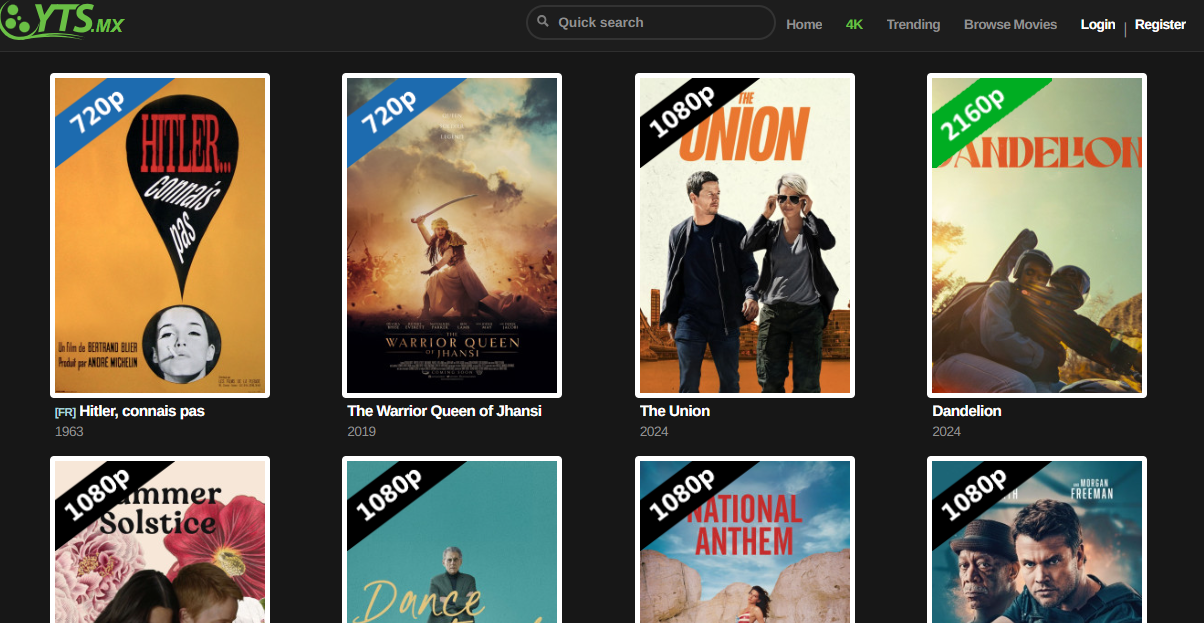 YTS.MX
Quick search
Home
4K
Trending
Browse Movies
Login
Register
720p
HITLER...
connais
pas
Un film de BERTRAND BLIER
Produit par ANDRÉ MICHELIN
720p
THE
WARRIOR QUEEN
OF JHANSI
COMING SOON
1080p
THE
UNION
2160p
DANDELION
[FR] Hitler, connais pas
1963
The Warrior Queen of Jhansi
2019
The Union
2024
Dandelion
2024
1080p
Summer
Solstice
1080p
Dance
1080p
NATIONAL
ANTHEM
1080p
MORGAN
FREEMAN